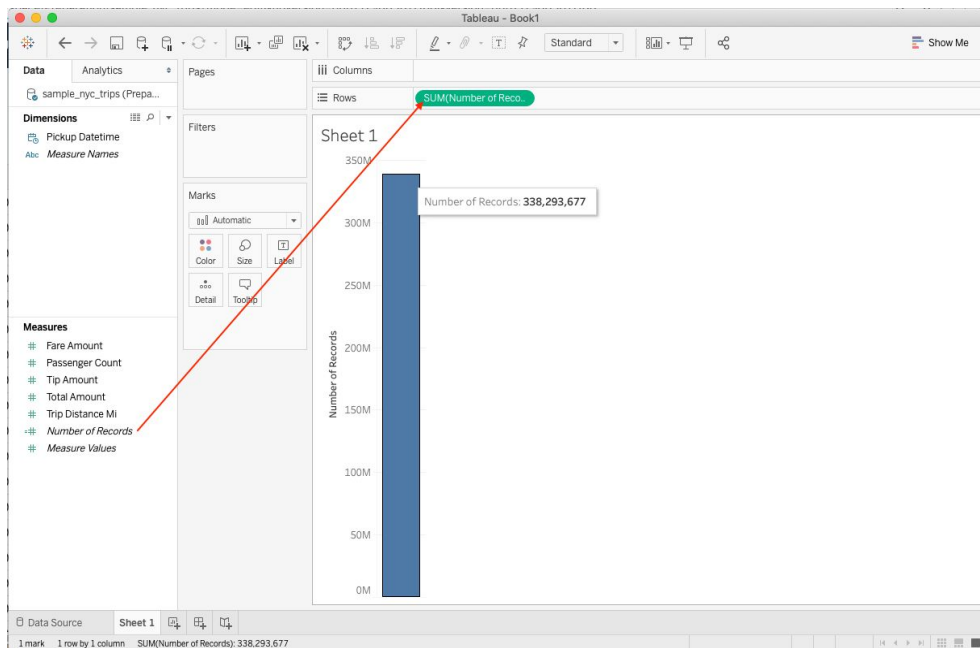 Tableau - Book1
Standard
Show Me
Data
Analytics
Pages
iii Columns
Rows
SUM(Number of Reco..
sample_nyc_trips (Prepa...
Dimensions
Pickup Datetime
Abc Measure Names
Filters
Marks
Automatic
Color
Size
Label
Detail
Tooltip
Measures
# Fare Amount
# Passenger Count
# Tip Amount
# Total Amount
# Trip Distance Mi
=# Number of Records
# Measure Values
Sheet 1
350M
300M
250M
200M
150M
100M
50M
0M
Number of Records
Number of Records: 338,293,677
Data Source
Sheet 1
1 mark 1 row by 1 column SUM(Number of Records): 338,293,677